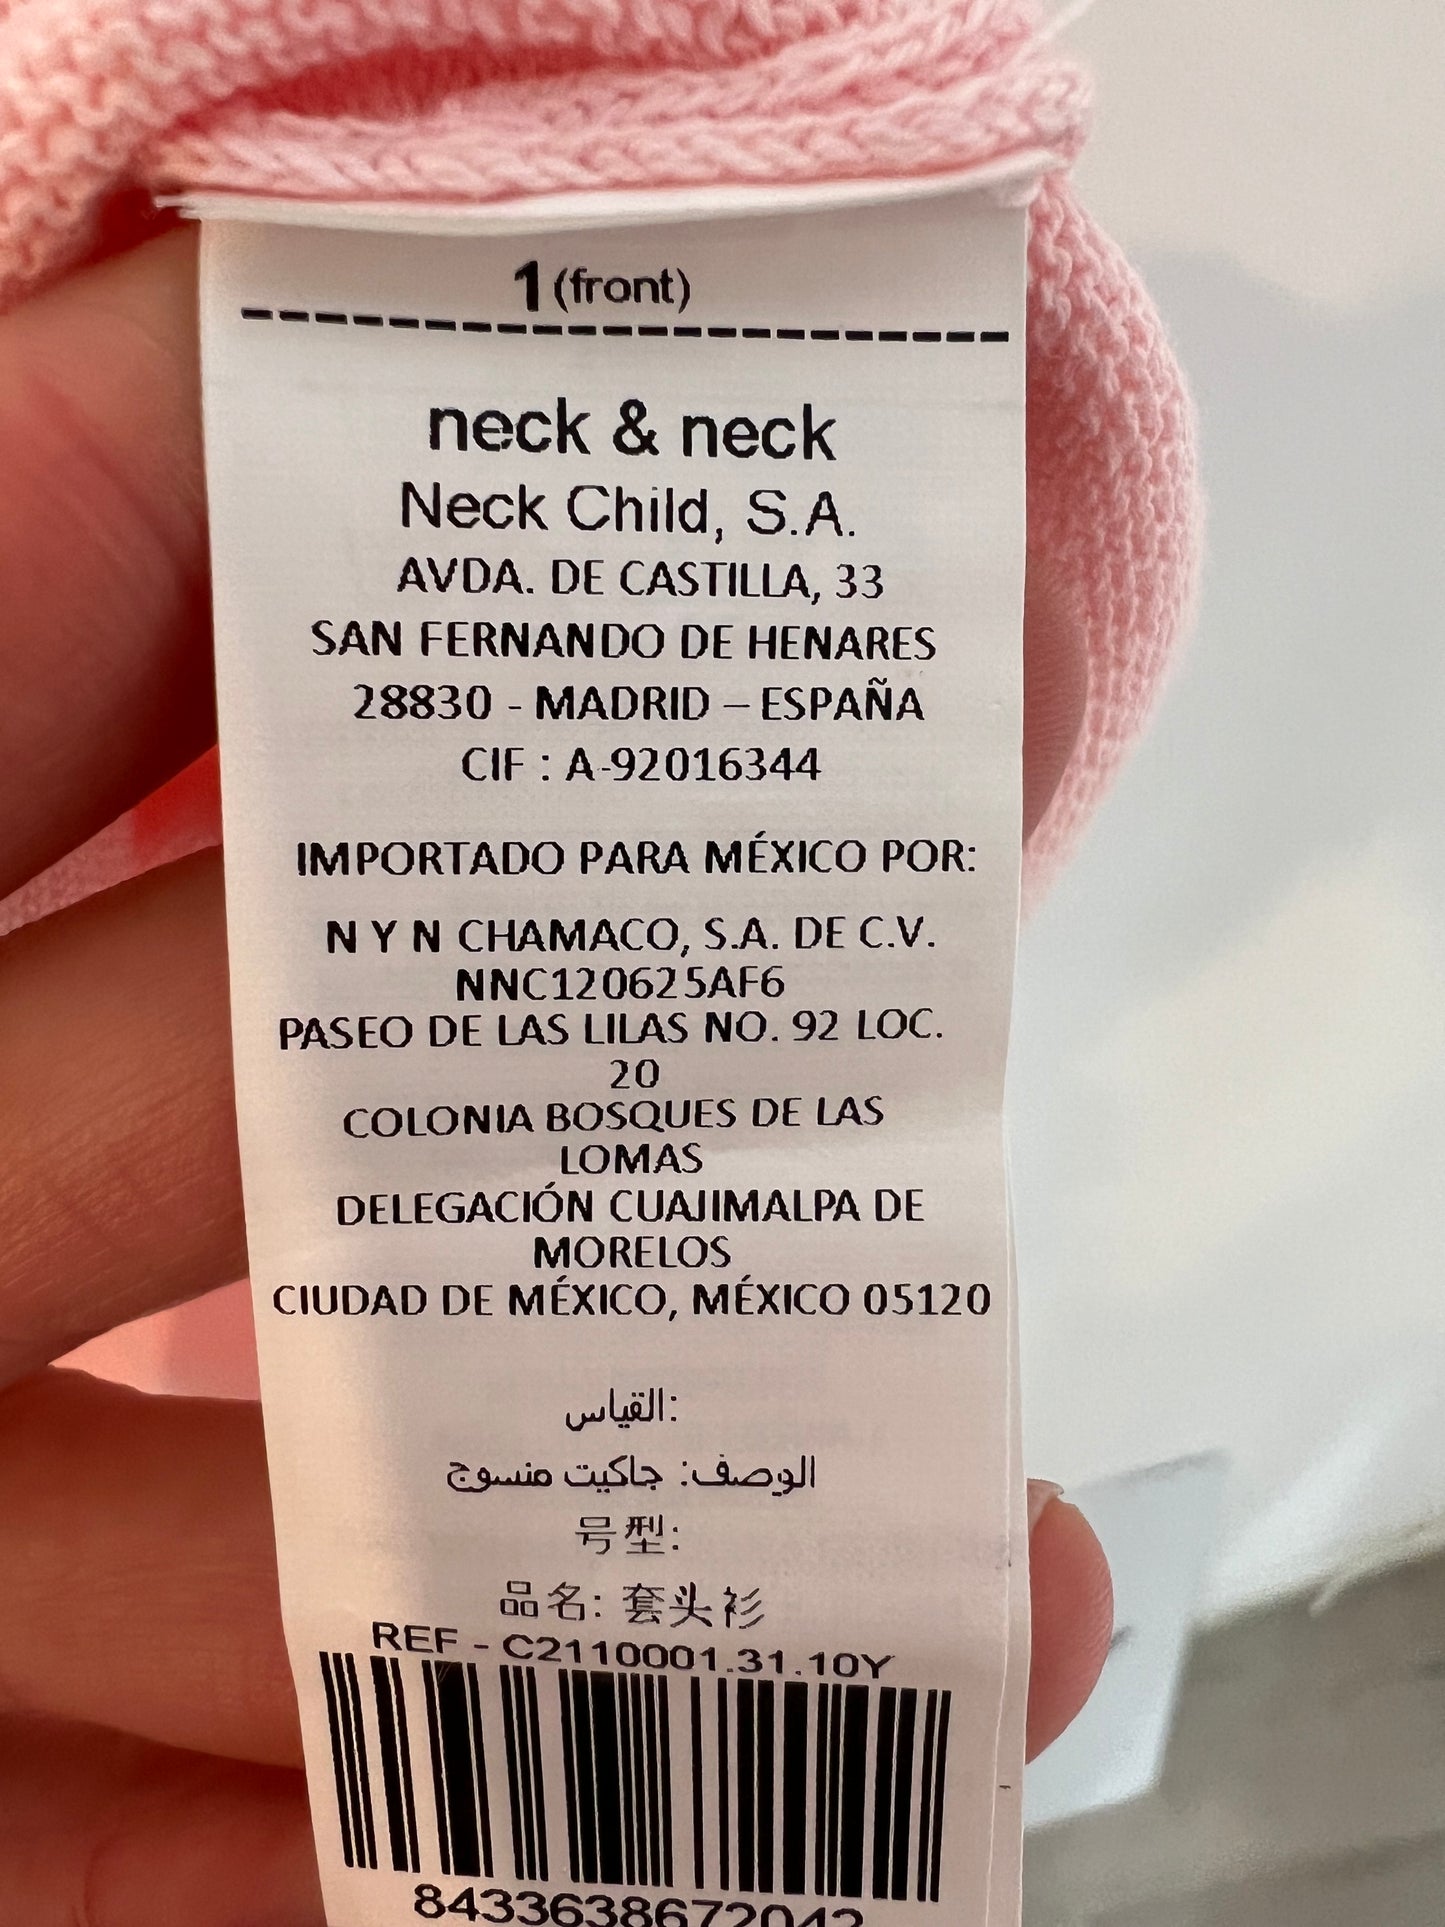 1 (front)
neck & neck
Neck Child, S.A.
AVDA. DE CASTILLA, 33
SAN FERNANDO DE HENARES
28830 - MADRID – ESPAÑA
CIF : A-92016344
IMPORTADO PARA MÉXICO POR:
N Y N CHAMACO, S.A. DE C.V.
NNC120625AF6
PASEO DE LAS LILAS NO. 92 LOC.
20
COLONIA BOSQUES DE LAS
LOMAS
DELEGACIÓN CUAJIMALPA DE
MORELOS
CIUDAD DE MÉXICO, MÉXICO 05120
القياس:
الوصف: جاكيت منسوج
号型:
品名: 套头衫
REF - C2110001.31.10Y
8433638672042